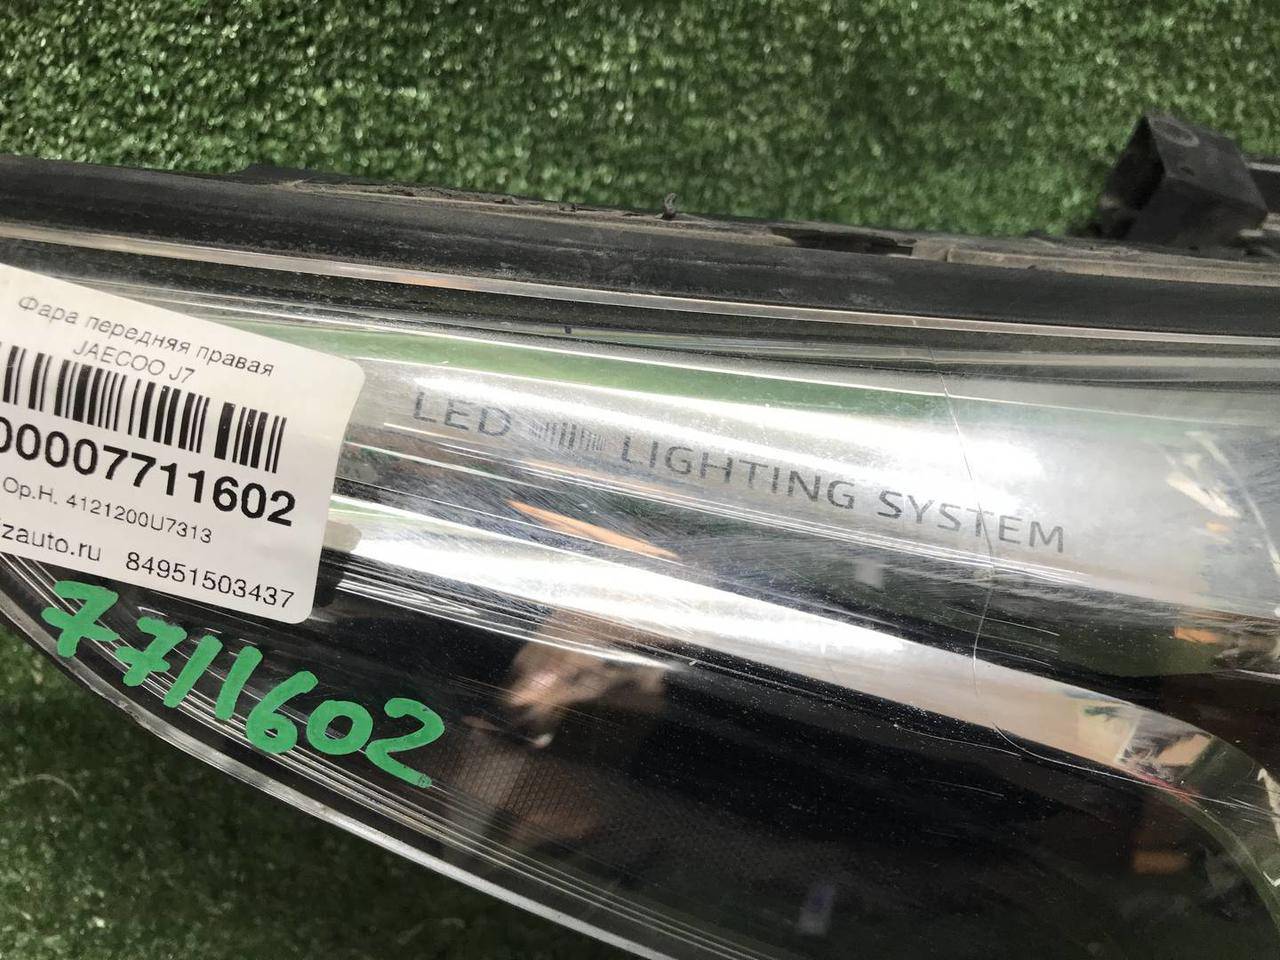 Фара передняя правая
JAECOO J7
00007711602
Ор.Н. 4121200U7313
zauto.ru 84951503437
7711602
LED LIGHTING SYSTEM